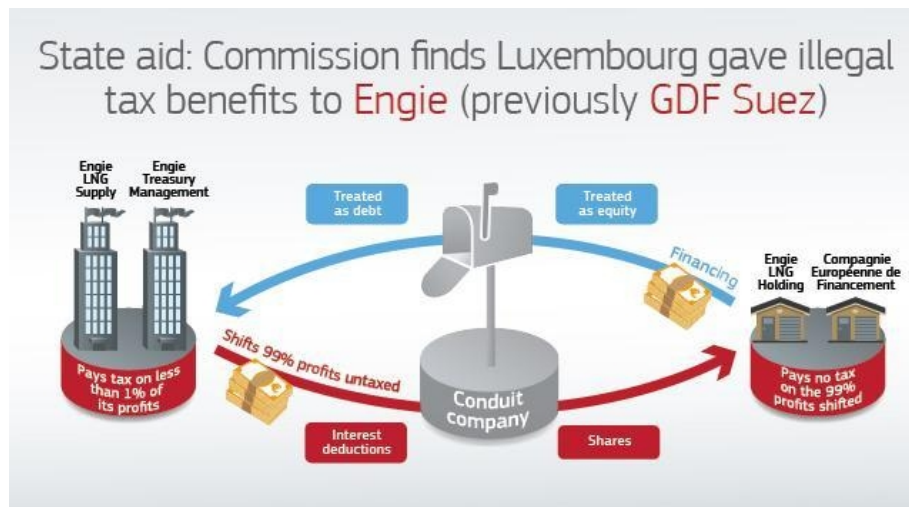 State aid: Commission finds Luxembourg gave illegal
tax benefits to Engie (previously GDF Suez)
Engie
LNG
Supply
Engie
Treasury
Management
Treated
as debt
Treated
as equity
Financing
Engie
LNG
Holding
Compagnie
Européenne de
Financement
Shifts 99% profits untaxed
Pays tax on less
than 1% of
its profits
Conduit
company
Pays no tax
on the 99%
profits shifted
Interest
deductions
Shares